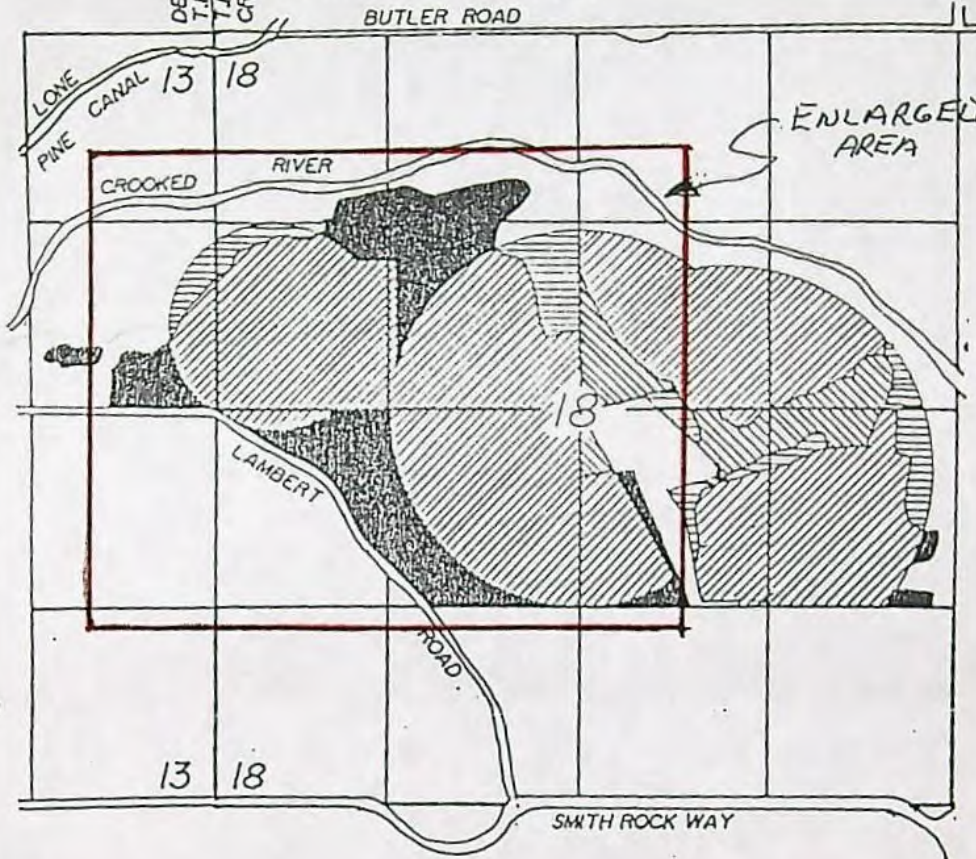 BUTLER ROAD
LONE
PINE CANAL
13 18
ENLARGED
AREA
CROOKED RIVER
18
LAMBERT
ROAD
13 18
SMITH ROCK WAY